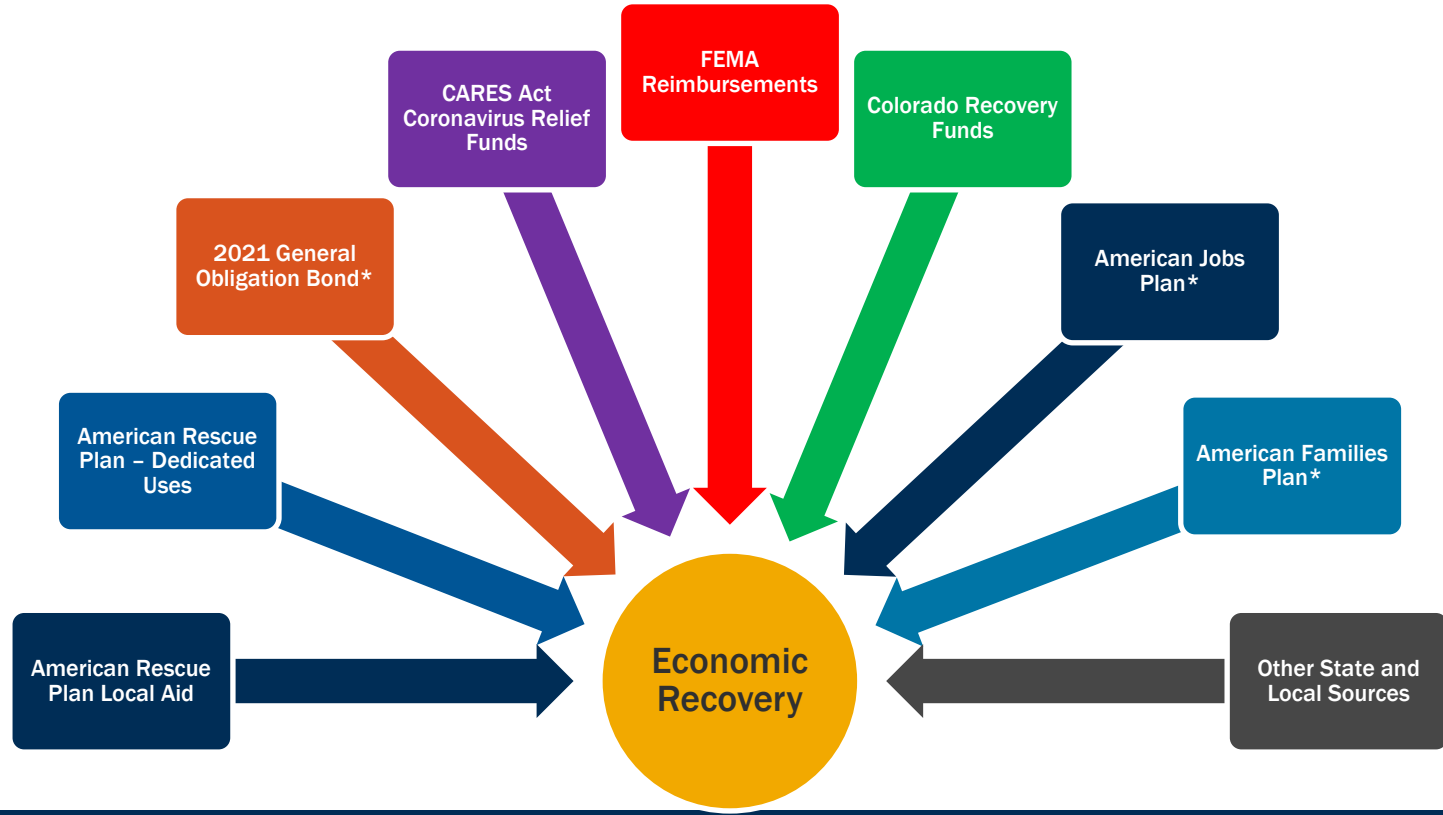 FEMA
Reimbursements
CARES Act
Coronavirus Relief
Funds
Colorado Recovery
Funds
2021 General
Obligation Bond*
American Jobs
Plan*
American Rescue
Plan – Dedicated
Uses
American Families
Plan*
American Rescue
Plan Local Aid
Economic
Recovery
Other State and
Local Sources